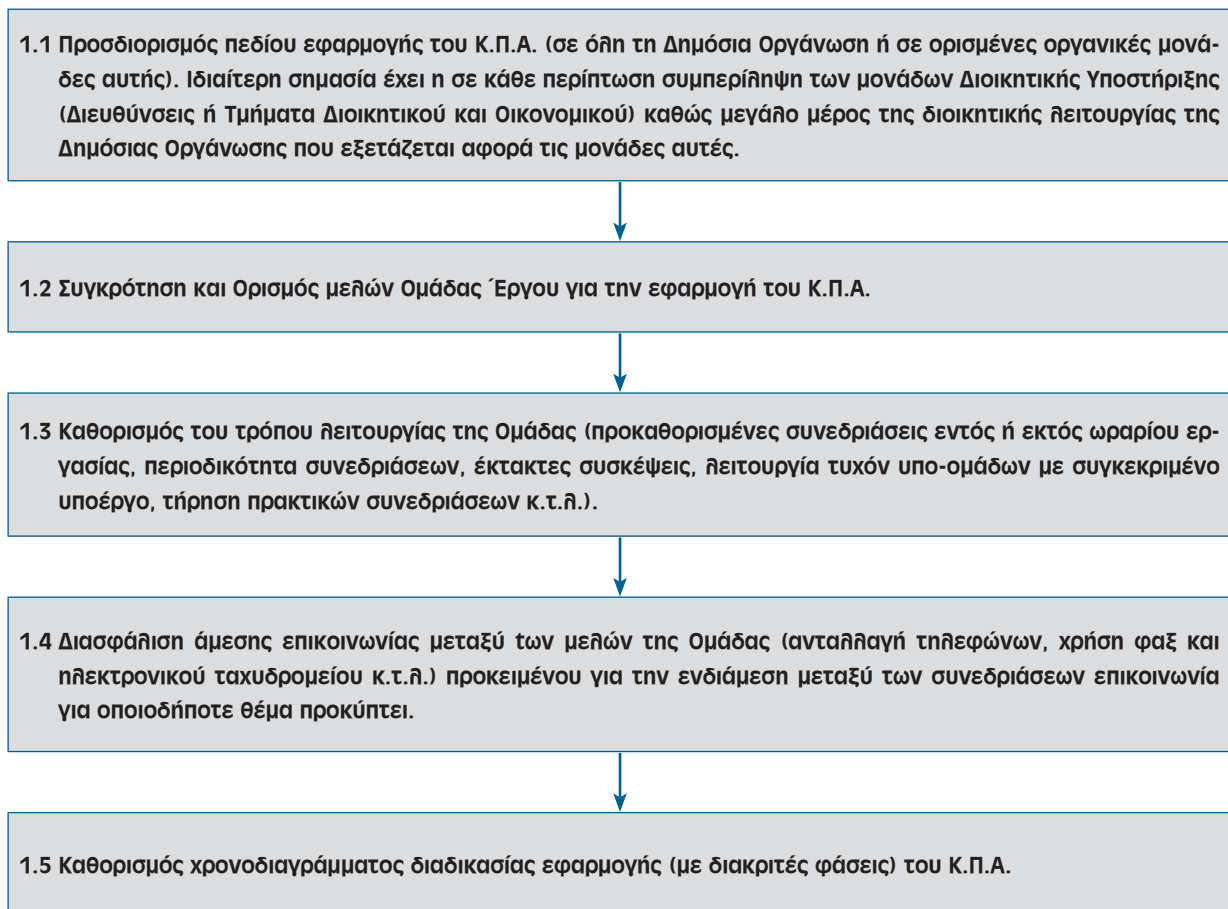 1.1 Προσδιορισμός πεδίου εφαρμογής του Κ.Π.Α. (σε όλη τη Δημόσια Οργάνωση ή σε ορισμένες οργανικές μονά-
δες αυτής). Ιδιαίτερη σημασία έχει η σε κάθε περίπτωση συμπερίληψη των μονάδων Διοικητικής Υποστήριξης
(Διευθύνσεις ή Τμήματα Διοικητικού και Οικονομικού) καθώς μεγάλο μέρος της διοικητικής λειτουργίας της
Δημόσιας Οργάνωσης που εξετάζεται αφορά τις μονάδες αυτές.
1.2 Συγκρότηση και Ορισμός μελών Ομάδας Έργου για την εφαρμογή του Κ.Π.Α.
1.3 Καθορισμός του τρόπου λειτουργίας της Ομάδας (προκαθορισμένες συνεδριάσεις εντός ή εκτός ωραρίου ερ-
γασίας, περιοδικότητα συνεδριάσεων, έκτακτες συσκέψεις, λειτουργία τυχόν υπο-ομάδων με συγκεκριμένο
υποέργο, τήρηση πρακτικών συνεδριάσεων κ.τ.λ.).
1.4 Διασφάλιση άμεσης επικοινωνίας μεταξύ των μελών της Ομάδας (ανταλλαγή τηλεφώνων, χρήση φαξ και
ηλεκτρονικού ταχυδρομείου κ.τ.λ.) προκειμένου για την ενδιάμεση μεταξύ των συνεδριάσεων επικοινωνία
για οποιοδήποτε θέμα προκύπτει.
1.5 Καθορισμός χρονοδιαγράμματος διαδικασίας εφαρμογής (με διακριτές φάσεις) του Κ.Π.Α.